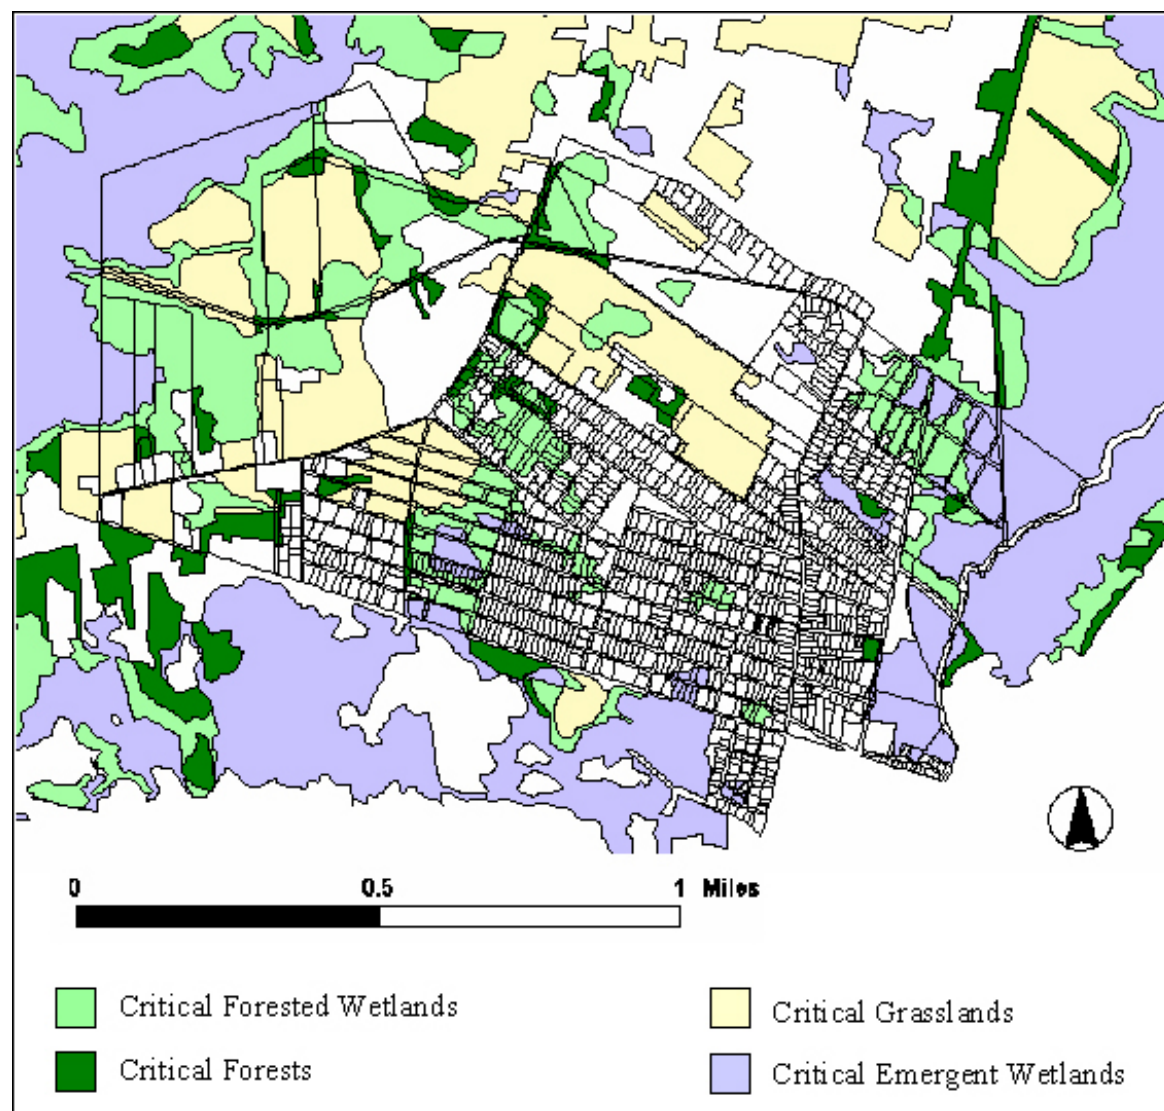 0 0.5 1 Miles
Critical Forested Wetlands
Critical Grasslands
Critical Forests
Critical Emergent Wetlands